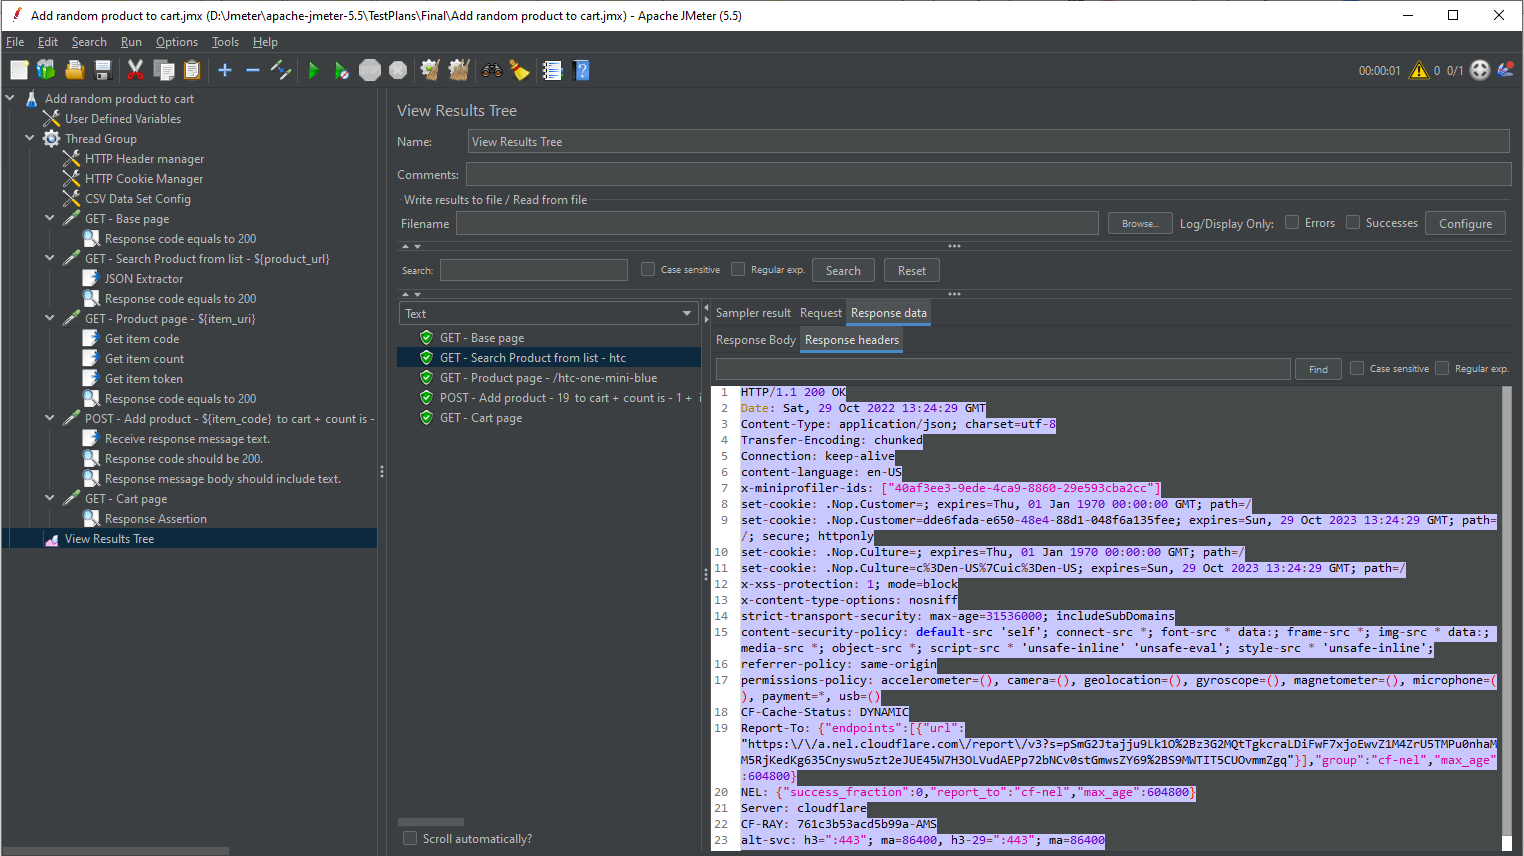 Add random product to cart.jmx (D:\Jmeter\apache-jmeter-5.5\TestPlans\Final\Add random product to cart.jmx) - Apache JMeter (5.5)
File Edit Search Run Options Tools Help
STOP
00:00:01 0 0/1
Add random product to cart
User Defined Variables
Thread Group
HTTP Header manager
HTTP Cookie Manager
CSV Data Set Config
GET - Base page
Response code equals to 200
GET - Search Product from list - ${product_url}
JSON Extractor
Response code equals to 200
GET - Product page - ${item_uri}
Get item code
Get item count
Get item token
Response code equals to 200
POST - Add product - ${item_code} to cart + count is -
Receive response message text.
Response code should be 200.
Response message body should include text.
GET - Cart page
Response Assertion
View Results Tree
View Results Tree
Name: View Results Tree
Comments:
Write results to file / Read from file
Filename Browse... Log/Display Only: Errors Successes Configure
Search: Case sensitive Regular exp. Search Reset
Text
GET - Base page
GET - Search Product from list - htc
GET - Product page - /htc-one-mini-blue
POST - Add product - 19 to cart + count is - 1 + i
GET - Cart page
Scroll automatically?
Sampler result Request Response data
Response Body Response headers
Find Case sensitive Regular exp.
1 HTTP/1.1 200 OK
2 Date: Sat, 29 Oct 2022 13:24:29 GMT
3 Content-Type: application/json; charset=utf-8
4 Transfer-Encoding: chunked
5 Connection: keep-alive
6 content-language: en-US
7 x-miniprofiler-ids: ["40af3ee3-9ede-4ca9-8860-29e593cba2cc"]
8 set-cookie: .Nop.Customer=; expires=Thu, 01 Jan 1970 00:00:00 GMT; path=/
9 set-cookie: .Nop.Customer=dde6fada-e650-48e4-88d1-048f6a135fee; expires=Sun, 29 Oct 2023 13:24:29 GMT; path=
/; secure; httponly
10 set-cookie: .Nop.Culture=; expires=Thu, 01 Jan 1970 00:00:00 GMT; path=/
11 set-cookie: .Nop.Culture=c%3Den-US%7Cuic%3Den-US; expires=Sun, 29 Oct 2023 13:24:29 GMT; path=/
12 x-xss-protection: 1; mode=block
13 x-content-type-options: nosniff
14 strict-transport-security: max-age=31536000; includeSubDomains
15 content-security-policy: default-src 'self'; connect-src *; font-src * data:; frame-src *; img-src * data:;
media-src *; object-src *; script-src * 'unsafe-inline' 'unsafe-eval'; style-src * 'unsafe-inline';
16 referrer-policy: same-origin
17 permissions-policy: accelerometer=(), camera=(), geolocation=(), gyroscope=(), magnetometer=(), microphone=(
), payment=*, usb=()
18 CF-Cache-Status: DYNAMIC
19 Report-To: {"endpoints":[{"url":
"https:\/\/a.nel.cloudflare.com\/report\/v3?s=pSmG2Jtajju9Lk1O%2Bz3G2MQtTgkcraLDiFwF7xjoEwvZ1M4ZrU5TMPu0nhaM
M5RjKedKg635Cnyswu5zt2eJUE45W7H3OLVudAEPp72bNCv0stGmwsZY69%2BS9MWTIT5CUOvmmZgq"}],"group":"cf-nel","max_age"
:604800}
20 NEL: {"success_fraction":0,"report_to":"cf-nel","max_age":604800}
21 Server: cloudflare
22 CF-RAY: 761c3b53acd5b99a-AMS
23 alt-svc: h3=":443"; ma=86400, h3-29=":443"; ma=86400